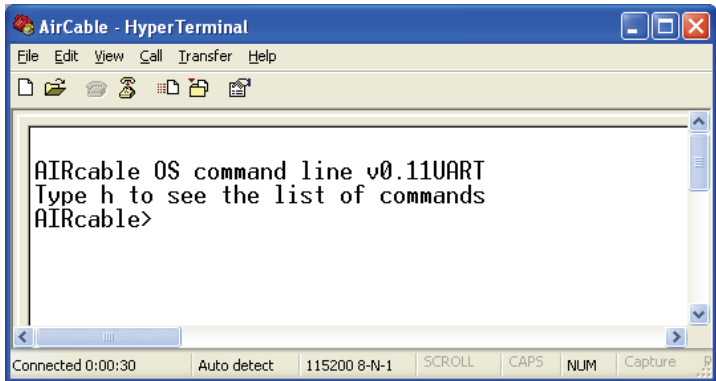 AirCable - HyperTerminal
File Edit View Call Transfer Help
AIRcable OS command line v0.11UART
Type h to see the list of commands
AIRcable>
Connected 0:00:30 Auto detect 115200 8-N-1 SCROLL CAPS NUM Capture